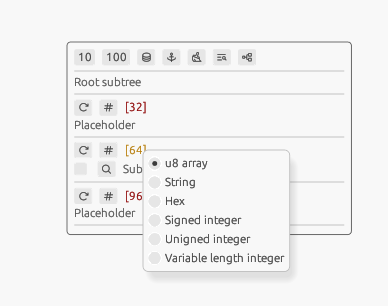 10 100
Root subtree
[32]
Placeholder
[64]
Sub
[96
Placeholder
u8 array
String
Hex
Signed integer
Unigned integer
Variable length integer